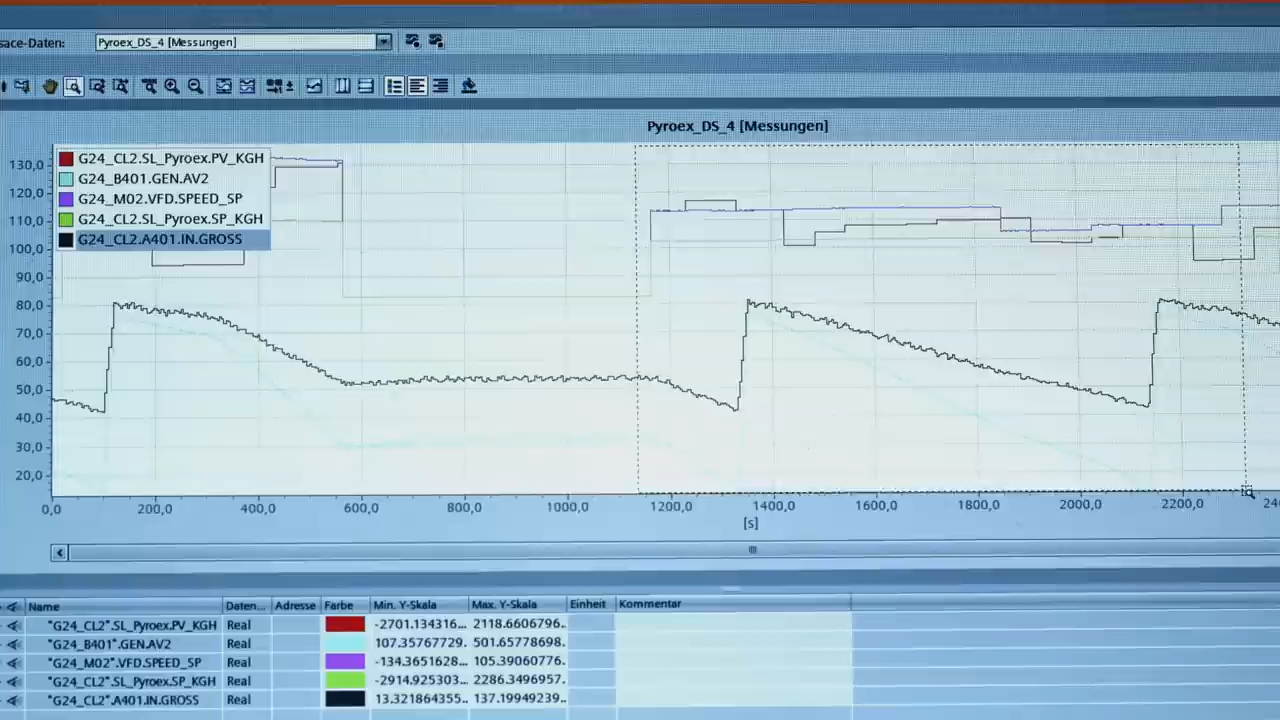 sace-Daten: Pyroex_DS_4 [Messungen]
Pyroex_DS_4 [Messungen]
G24_CL2.SL_Pyroex.PV_KGH
G24_B401.GEN.AV2
G24_M02.VFD.SPEED_SP
G24_CL2.SL_Pyroex.SP_KGH
G24_CL2.A401.IN.GROSS
130,0
120,0
110,0
100,0
90,0
80,0
70,0
60,0
50,0
40,0
30,0
20,0
0,0 200,0 400,0 600,0 800,0 1000,0 1200,0 1400,0 1600,0 1800,0 2000,0 2200,0 240
[s]
Name Daten... Adresse Farbe Min. Y-Skala Max. Y-Skala Einheit Kommentar
"G24_CL2".SL_Pyroex.PV_KGH Real -2701.134316... 2118.6606796..
"G24_B401".GEN.AV2 Real 107.35767729.. 501.65778698.
"G24_M02".VFD.SPEED_SP Real -134.3651628... 105.39060776.
"G24_CL2".SL_Pyroex.SP_KGH Real -2914.925303... 2286.3496957.
"G24_CL2".A401.IN.GROSS Real 13.321864355.. 137.19949239..